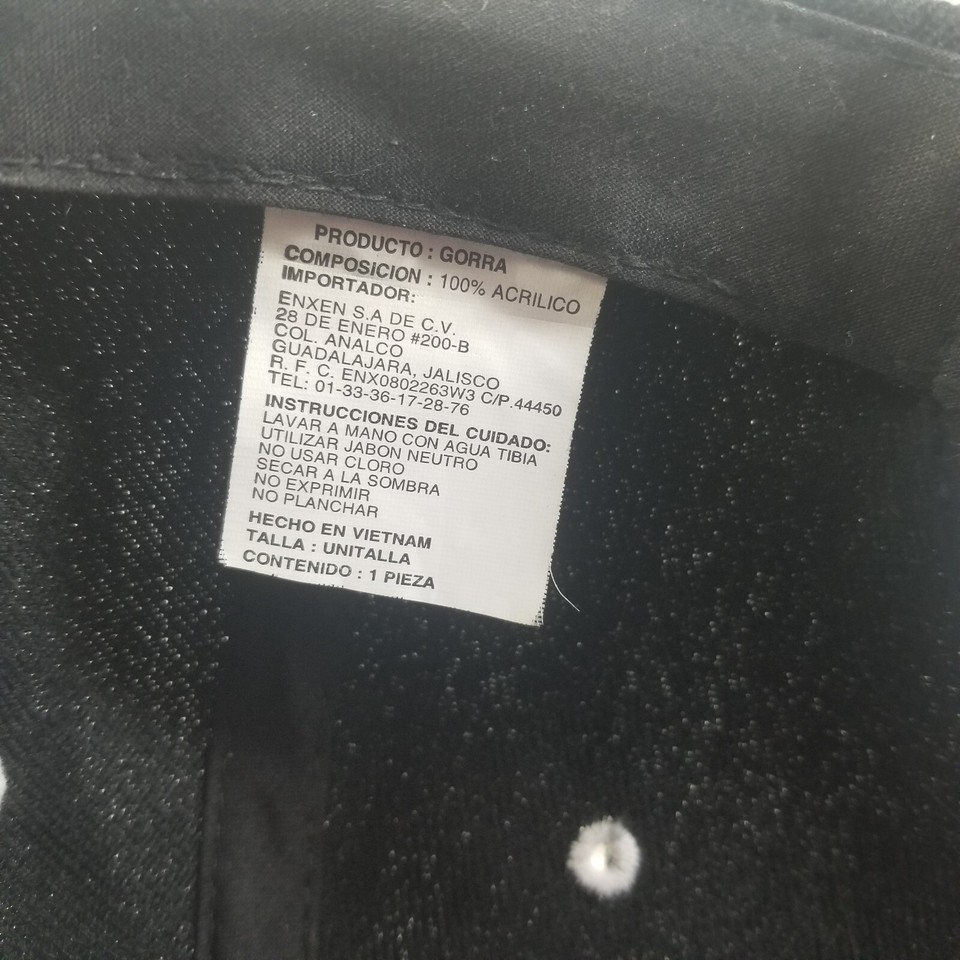 PRODUCTO : GORRA
COMPOSICION : 100% ACRILICO
IMPORTADOR:
ENXEN S.A DE C.V.
28 DE ENERO #200-B
COL. ANALCO
GUADALAJARA, JALISCO
R. F. C. ENX0802263W3 C/P.44450
TEL: 01-33-36-17-28-76
INSTRUCCIONES DEL CUIDADO:
LAVAR A MANO CON AGUA TIBIA
UTILIZAR JABON NEUTRO
NO USAR CLORO
SECAR A LA SOMBRA
NO EXPRIMIR
NO PLANCHAR
HECHO EN VIETNAM
TALLA : UNITALLA
CONTENIDO : 1 PIEZA